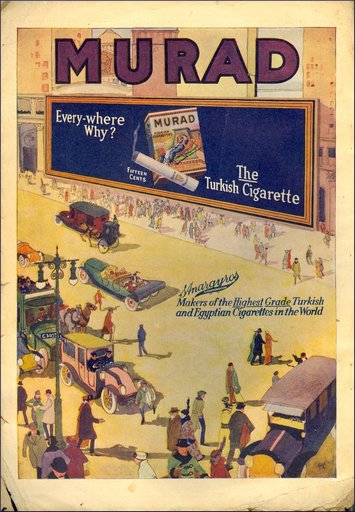 MURAD
Every-where
Why?
MURAD
FIFTEEN
CENTS
The
Turkish Cigarette
Anargyros
Makers of the Highest Grade Turkish
and Egyptian Cigarettes in the World